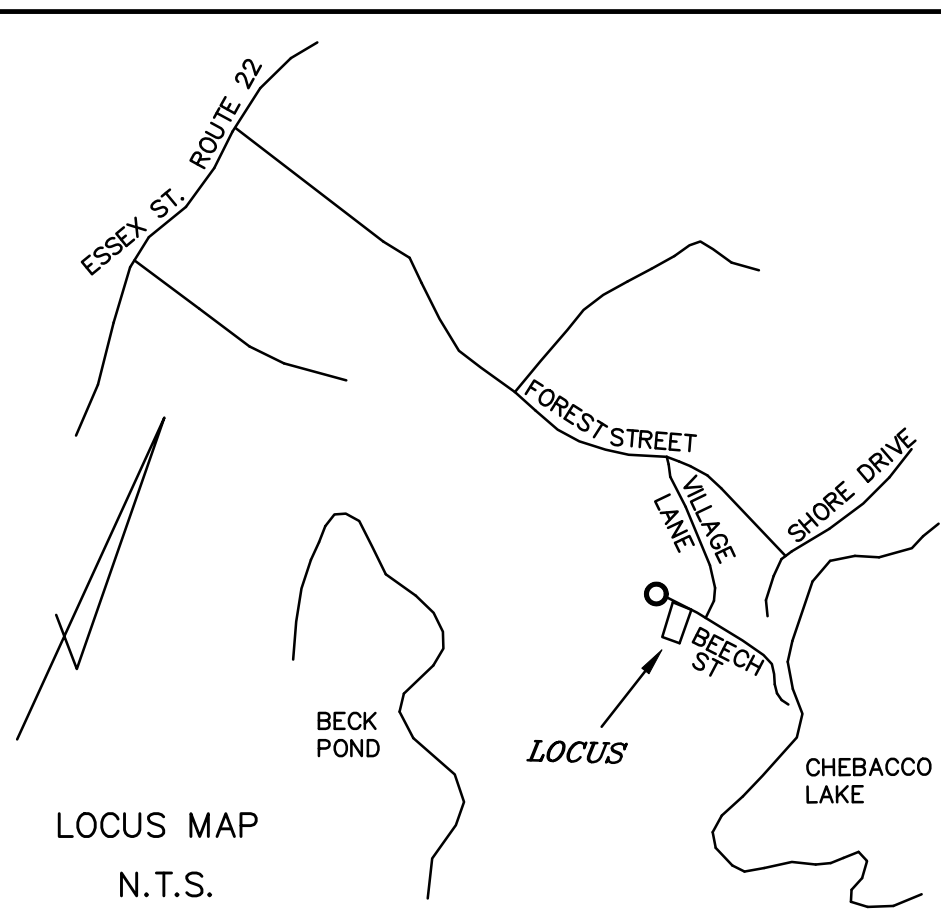 ROUTE 22
ESSEX ST.
FOREST STREET
SHORE DRIVE
VILLAGE
LANE
BEECH
ST
BECK
POND
LOCUS
CHEBACCO
LAKE
LOCUS MAP
N.T.S.